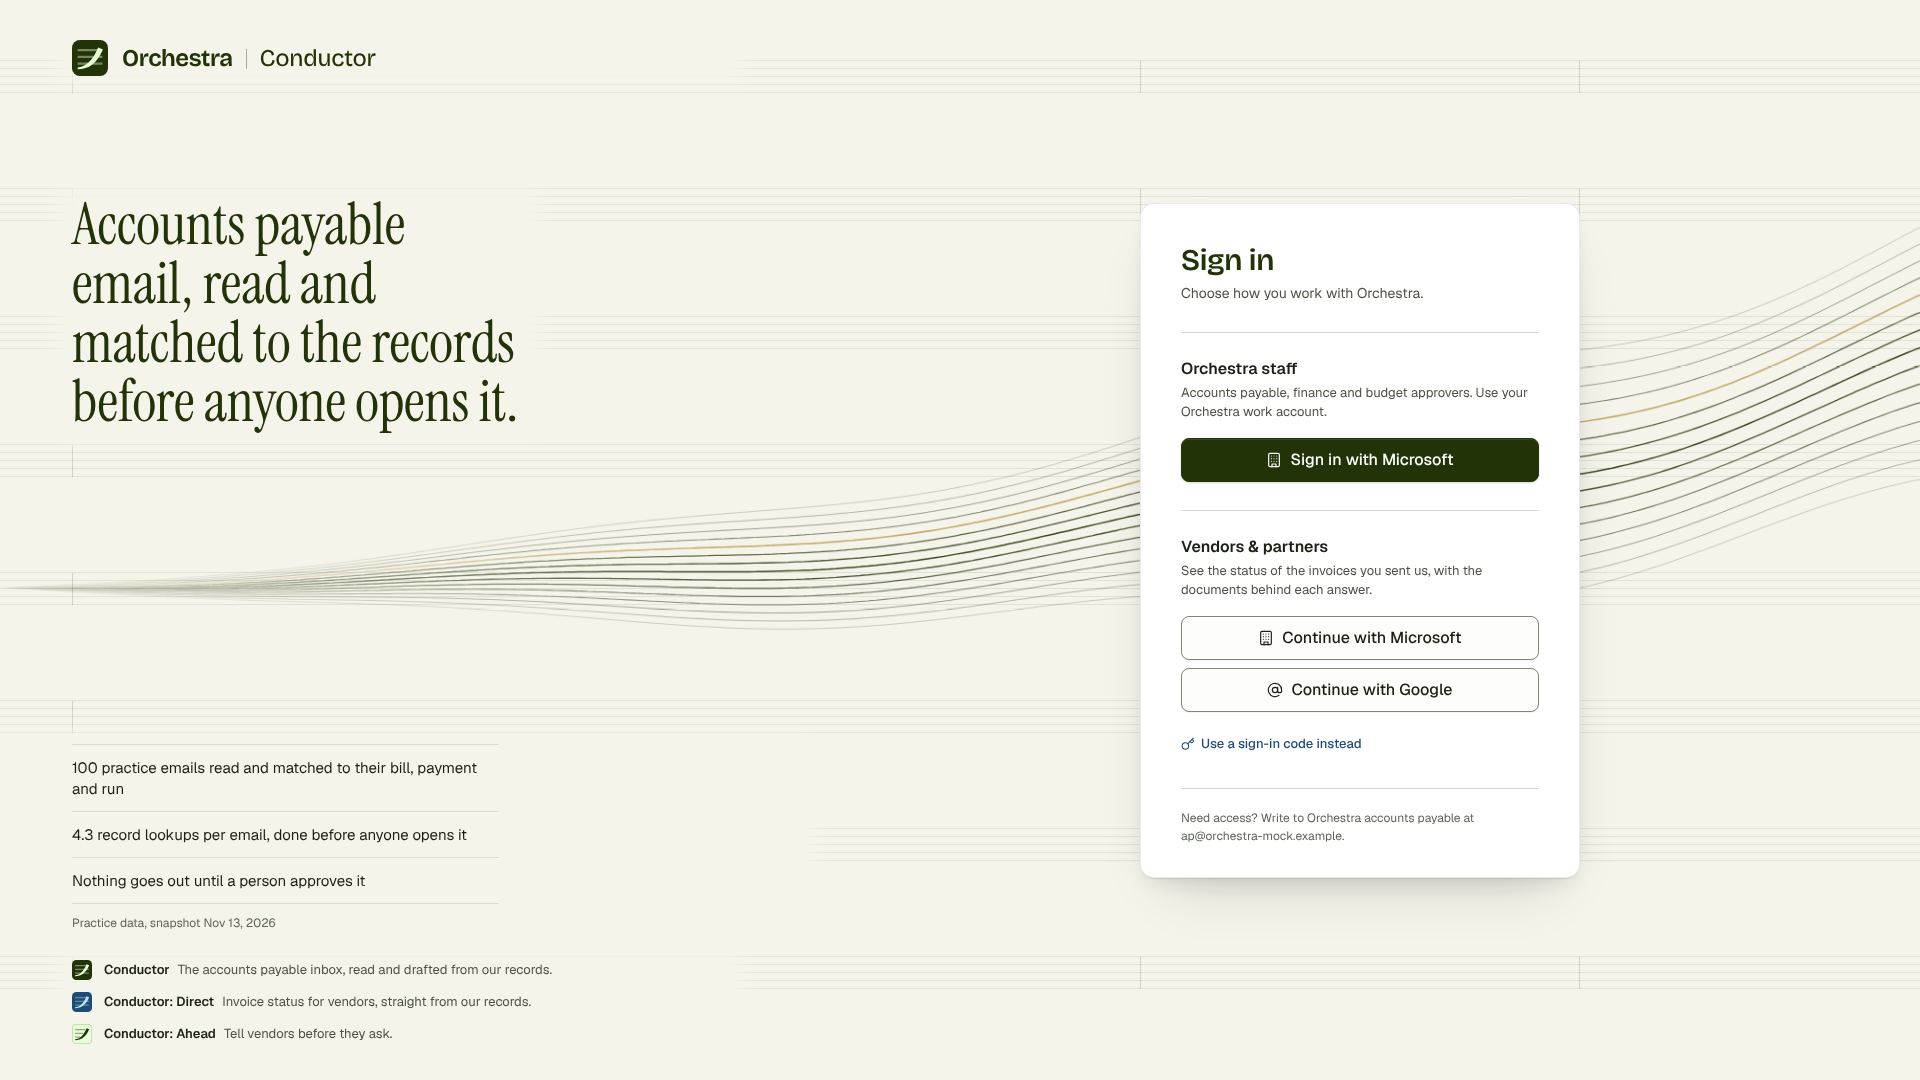 Orchestra | Conductor
Accounts payable
email, read and
matched to the records
before anyone opens it.
100 practice emails read and matched to their bill, payment
and run
4.3 record lookups per email, done before anyone opens it
Nothing goes out until a person approves it
Practice data, snapshot Nov 13, 2026
Conductor The accounts payable inbox, read and drafted from our records.
Conductor: Direct Invoice status for vendors, straight from our records.
Conductor: Ahead Tell vendors before they ask.
Sign in
Choose how you work with Orchestra.
Orchestra staff
Accounts payable, finance and budget approvers. Use your
Orchestra work account.
Sign in with Microsoft
Vendors & partners
See the status of the invoices you sent us, with the
documents behind each answer.
Continue with Microsoft
Continue with Google
Use a sign-in code instead
Need access? Write to Orchestra accounts payable at
ap@orchestra-mock.example.